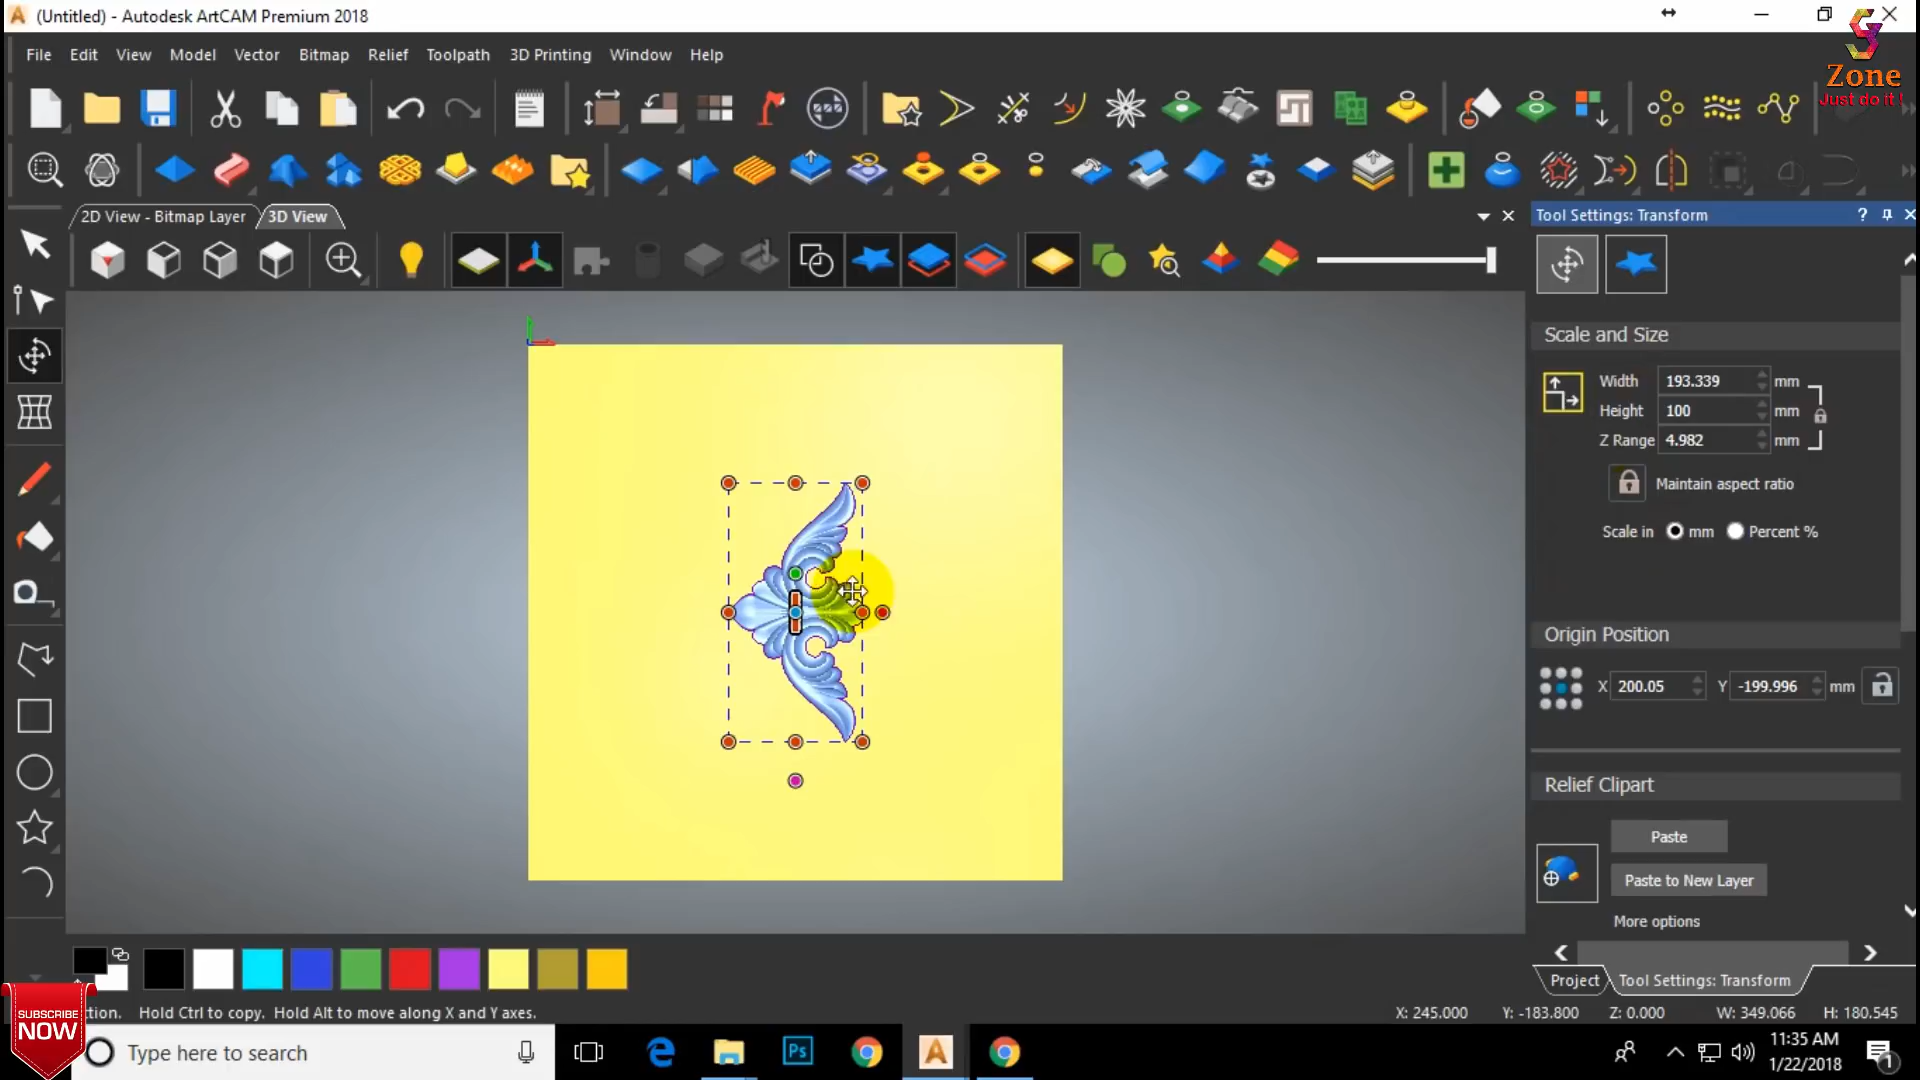 (Untitled) - Autodesk ArtCAM Premium 2018
Zone
Just do it !
File Edit View Model Vector Bitmap Relief Toolpath 3D Printing Window Help
2D View - Bitmap Layer 3D View
Tool Settings: Transform
Scale and Size
Width 193.339 mm
Height 100 mm
Z Range 4.982 mm
Maintain aspect ratio
Scale in mm Percent %
Origin Position
X 200.05 Y -199.996 mm
Relief Clipart
Paste
Paste to New Layer
More options
Project Tool Settings: Transform
SUBSCRIBE
NOW
ction. Hold Ctrl to copy. Hold Alt to move along X and Y axes.
X: 245.000 Y: -183.800 Z: 0.000 W: 349.066 H: 180.545
Type here to search
Ps
11:35 AM
1/22/2018
1